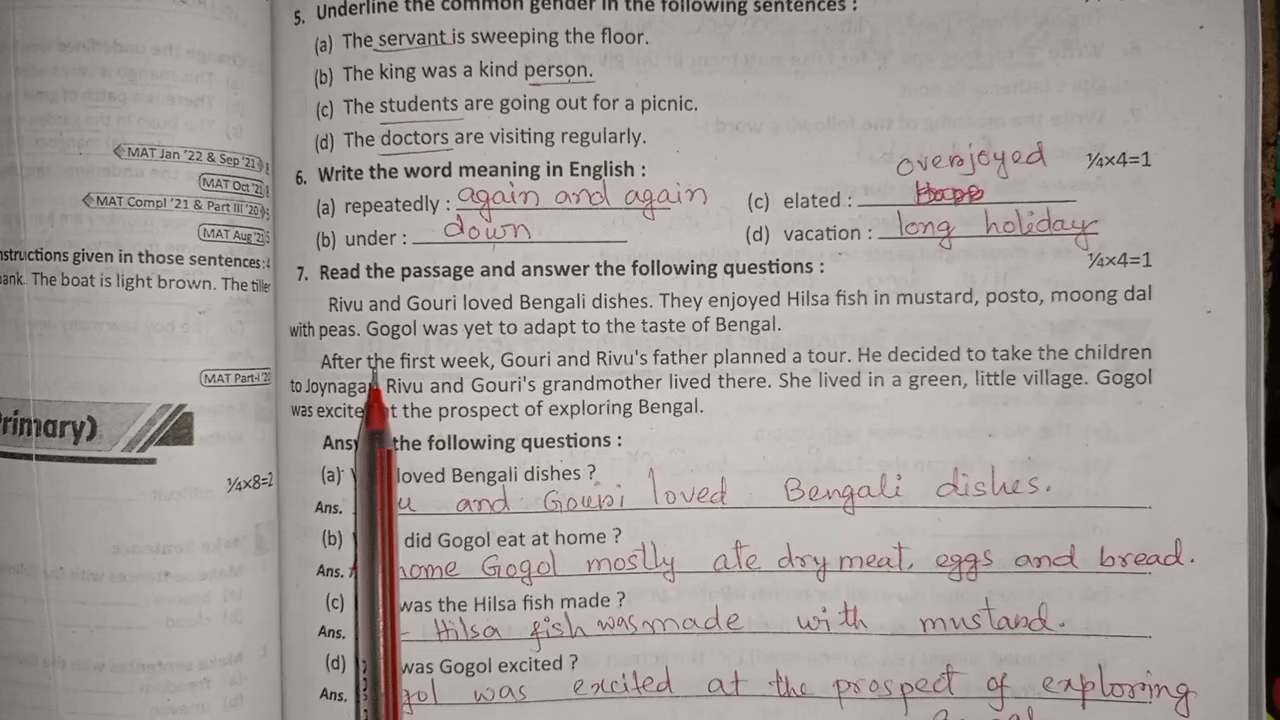 5. Underline the common gender in the following sentences :
(a) The servant is sweeping the floor.
(b) The king was a kind person.
(c) The students are going out for a picnic.
(d) The doctors are visiting regularly.
MAT Jan '22 & Sep '21
MAT Oct '21
MAT Compl '21 & Part III '20
MAT Aug '21
nstructions given in those sentences :
ank. The boat is light brown. The tiller
MAT Part-I
rimary)
¼×8=2
6. Write the word meaning in English : ¼×4=1
(a) repeatedly : again and again (c) elated : overjoyed
(b) under : down (d) vacation : long holiday
7. Read the passage and answer the following questions : ¼×4=1
Rivu and Gouri loved Bengali dishes. They enjoyed Hilsa fish in mustard, posto, moong dal
with peas. Gogol was yet to adapt to the taste of Bengal.
After the first week, Gouri and Rivu's father planned a tour. He decided to take the children
to Joynaga Rivu and Gouri's grandmother lived there. She lived in a green, little village. Gogol
was excite t the prospect of exploring Bengal.
Ans the following questions :
(a) loved Bengali dishes ?
Ans. u and Gouri loved Bengali dishes.
(b) did Gogol eat at home ?
Ans. home Gogol mostly ate dry meat, eggs and bread.
(c) was the Hilsa fish made ?
Ans. Hilsa fish was made with mustard.
(d) was Gogol excited ?
Ans. gol was excited at the prospect of exploring